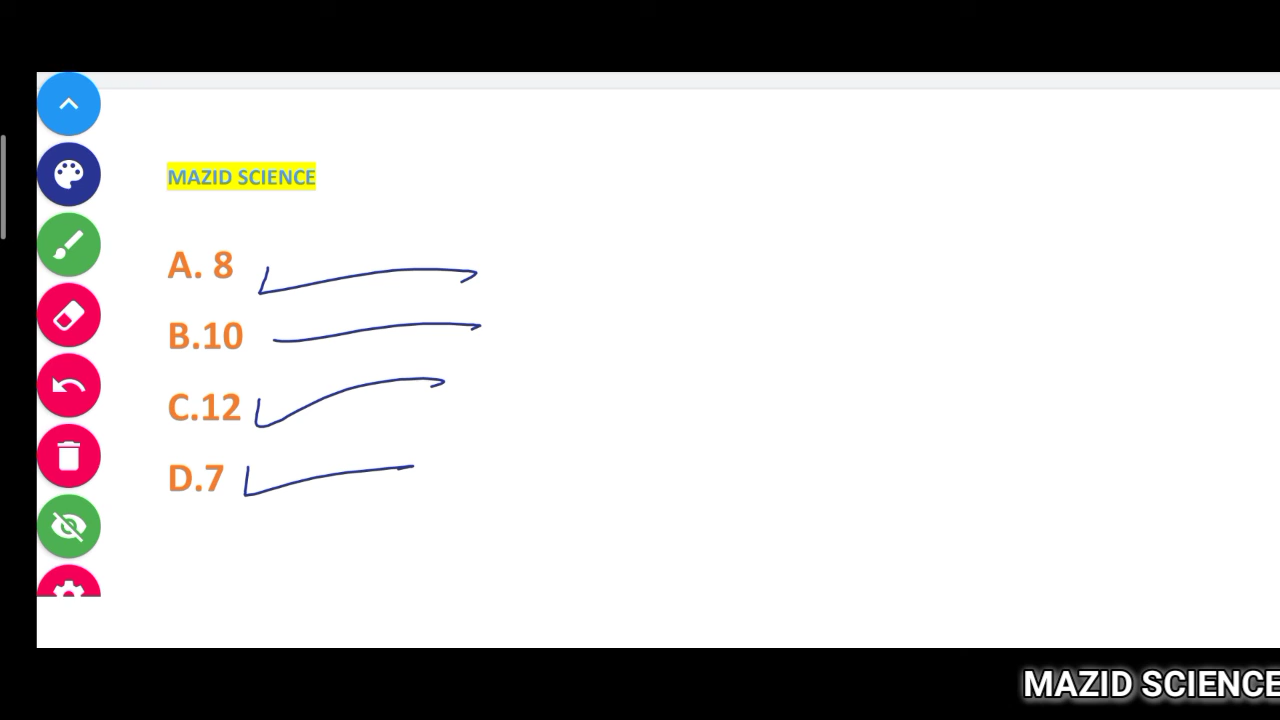 MAZID SCIENCE
A. 8
B.10
C.12
D.7
MAZID SCIENCE